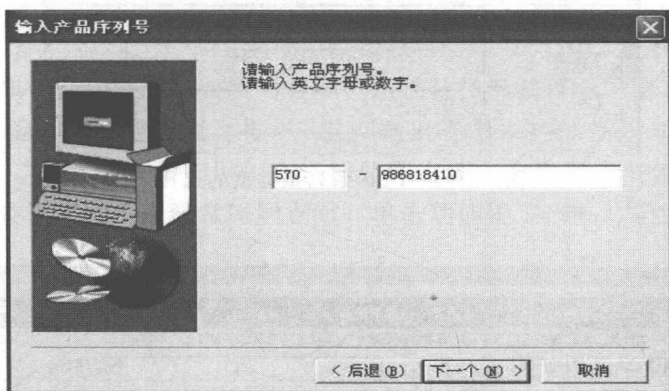 输入产品序列号
请输入产品序列号。
请输入英文字母或数字。
570 - 986818410
< 后退(B) 下一个(N) > 取消